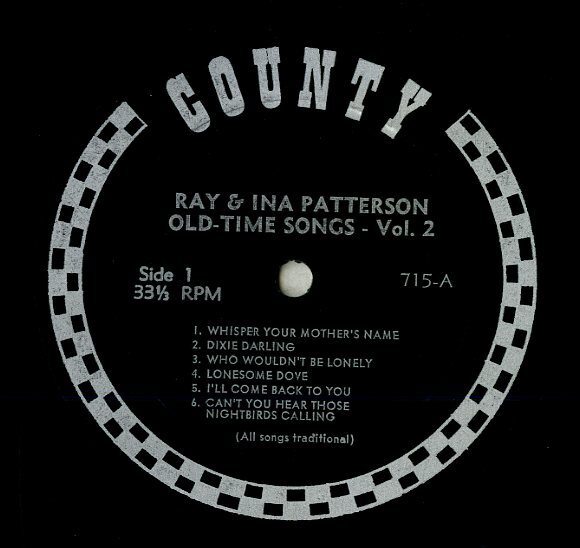 COUNTY
RAY & INA PATTERSON
OLD-TIME SONGS - Vol. 2
Side 1
33⅓ RPM
715-A
1. WHISPER YOUR MOTHER'S NAME
2. DIXIE DARLING
3. WHO WOULDN'T BE LONELY
4. LONESOME DOVE
5. I'LL COME BACK TO YOU
6. CAN'T YOU HEAR THOSE
NIGHTBIRDS CALLING
(All songs traditional)